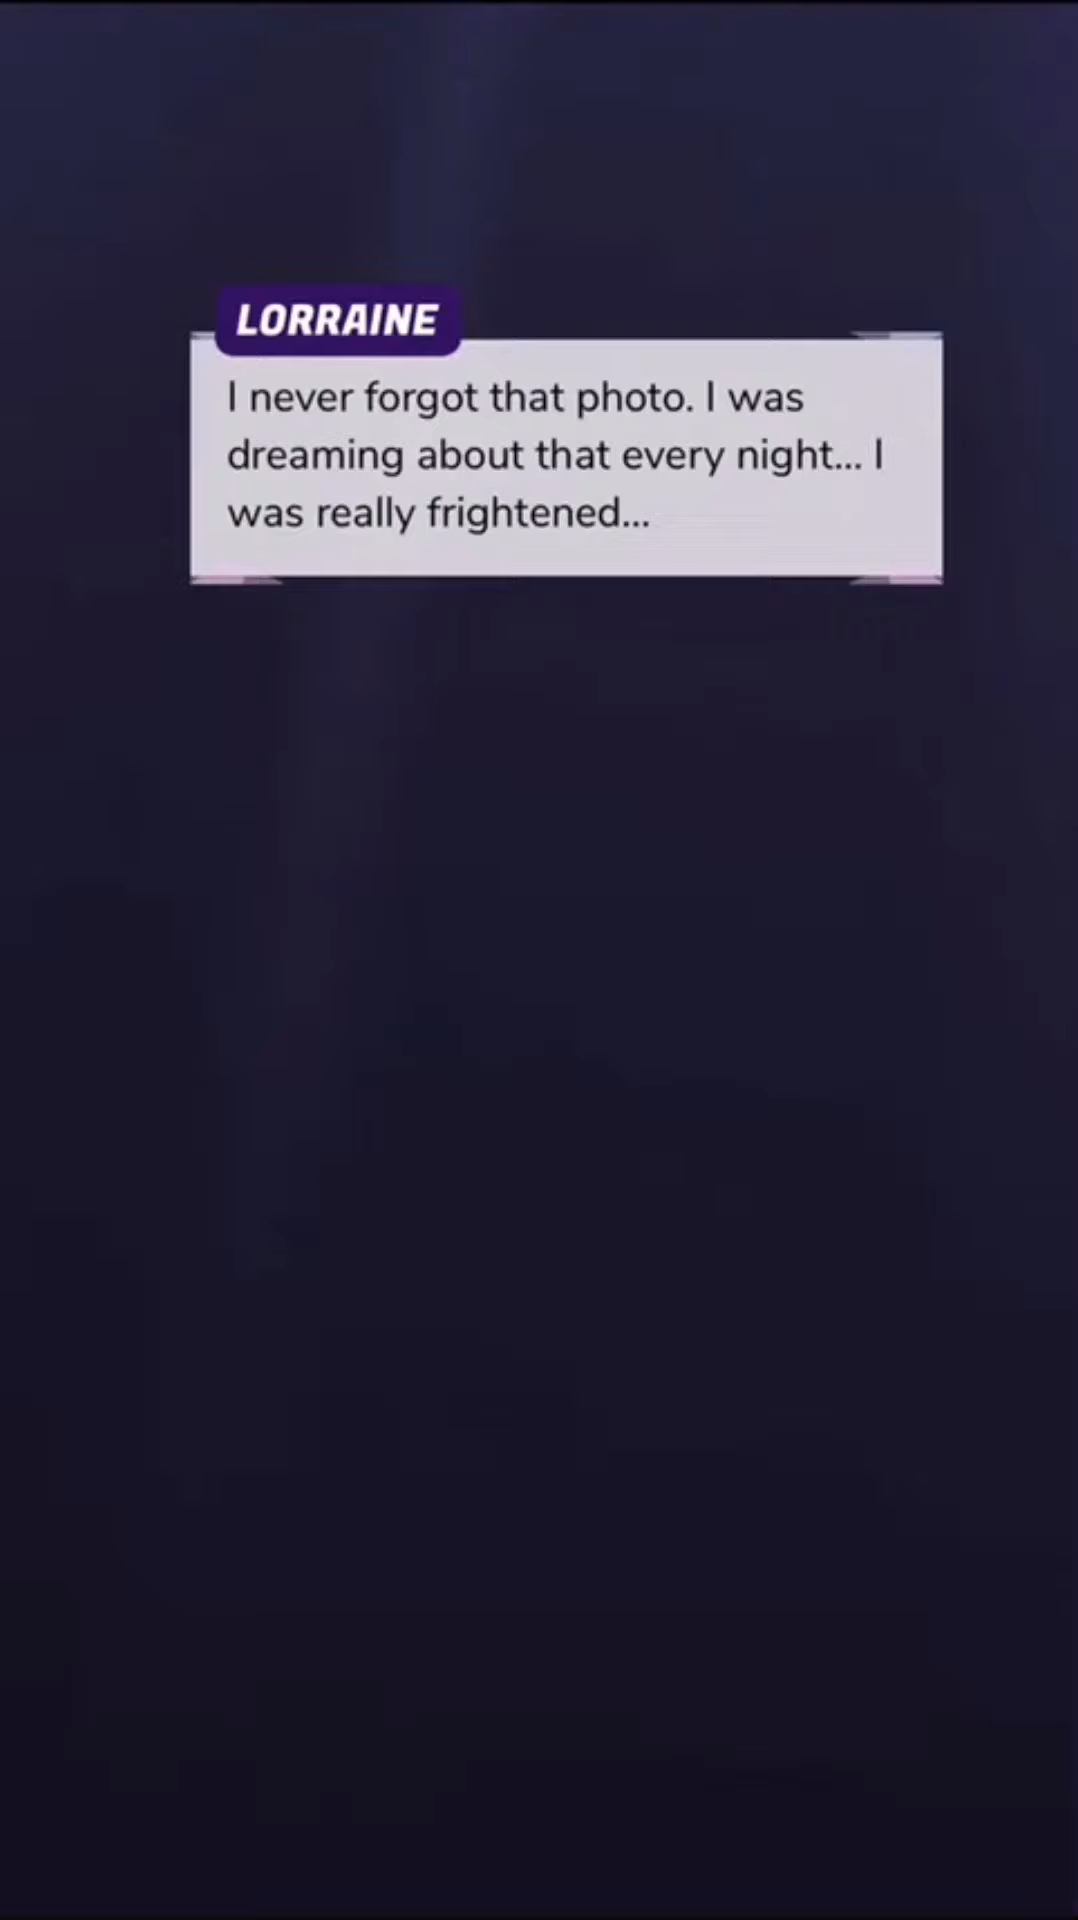 LORRAINE
I never forgot that photo. I was
dreaming about that every night... I
was really frightened...